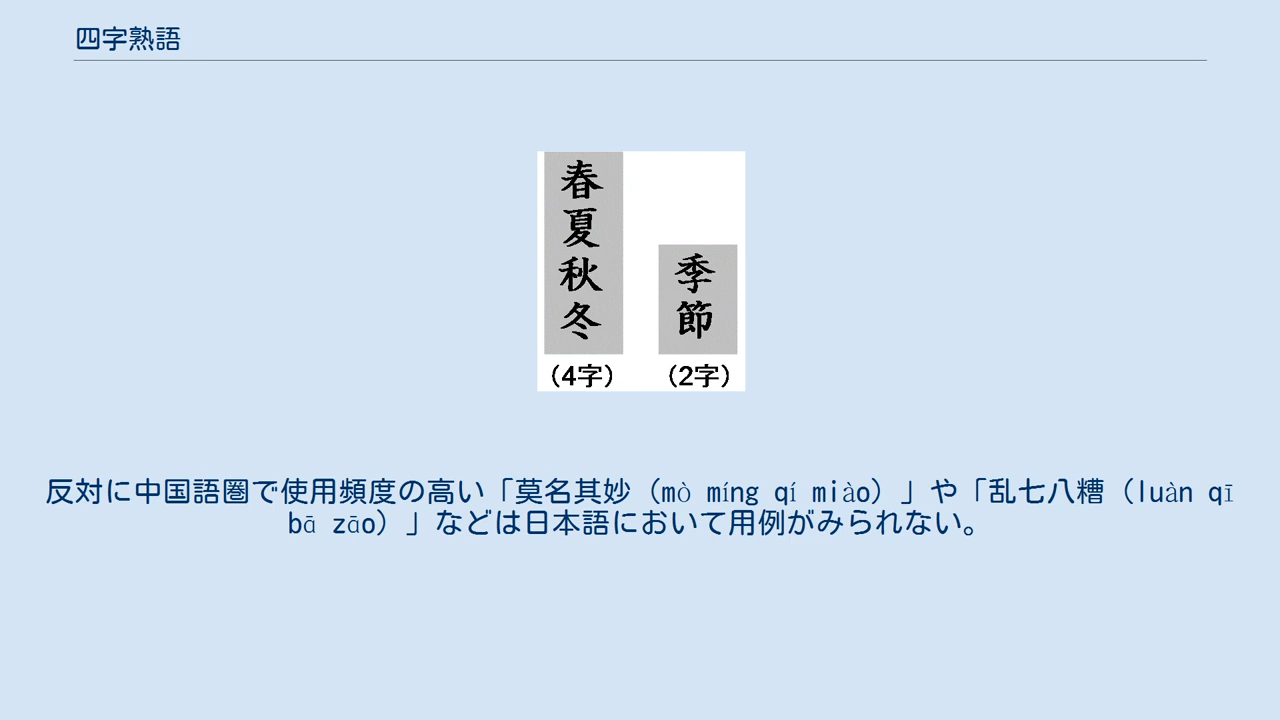 四字熟語
春夏秋冬
(4字)
季節
(2字)
反対に中国語圏で使用頻度の高い「莫名其妙（mò míng qí miào）」や「乱七八糟（luàn qī
bā zāo）」などは日本語において用例がみられない。